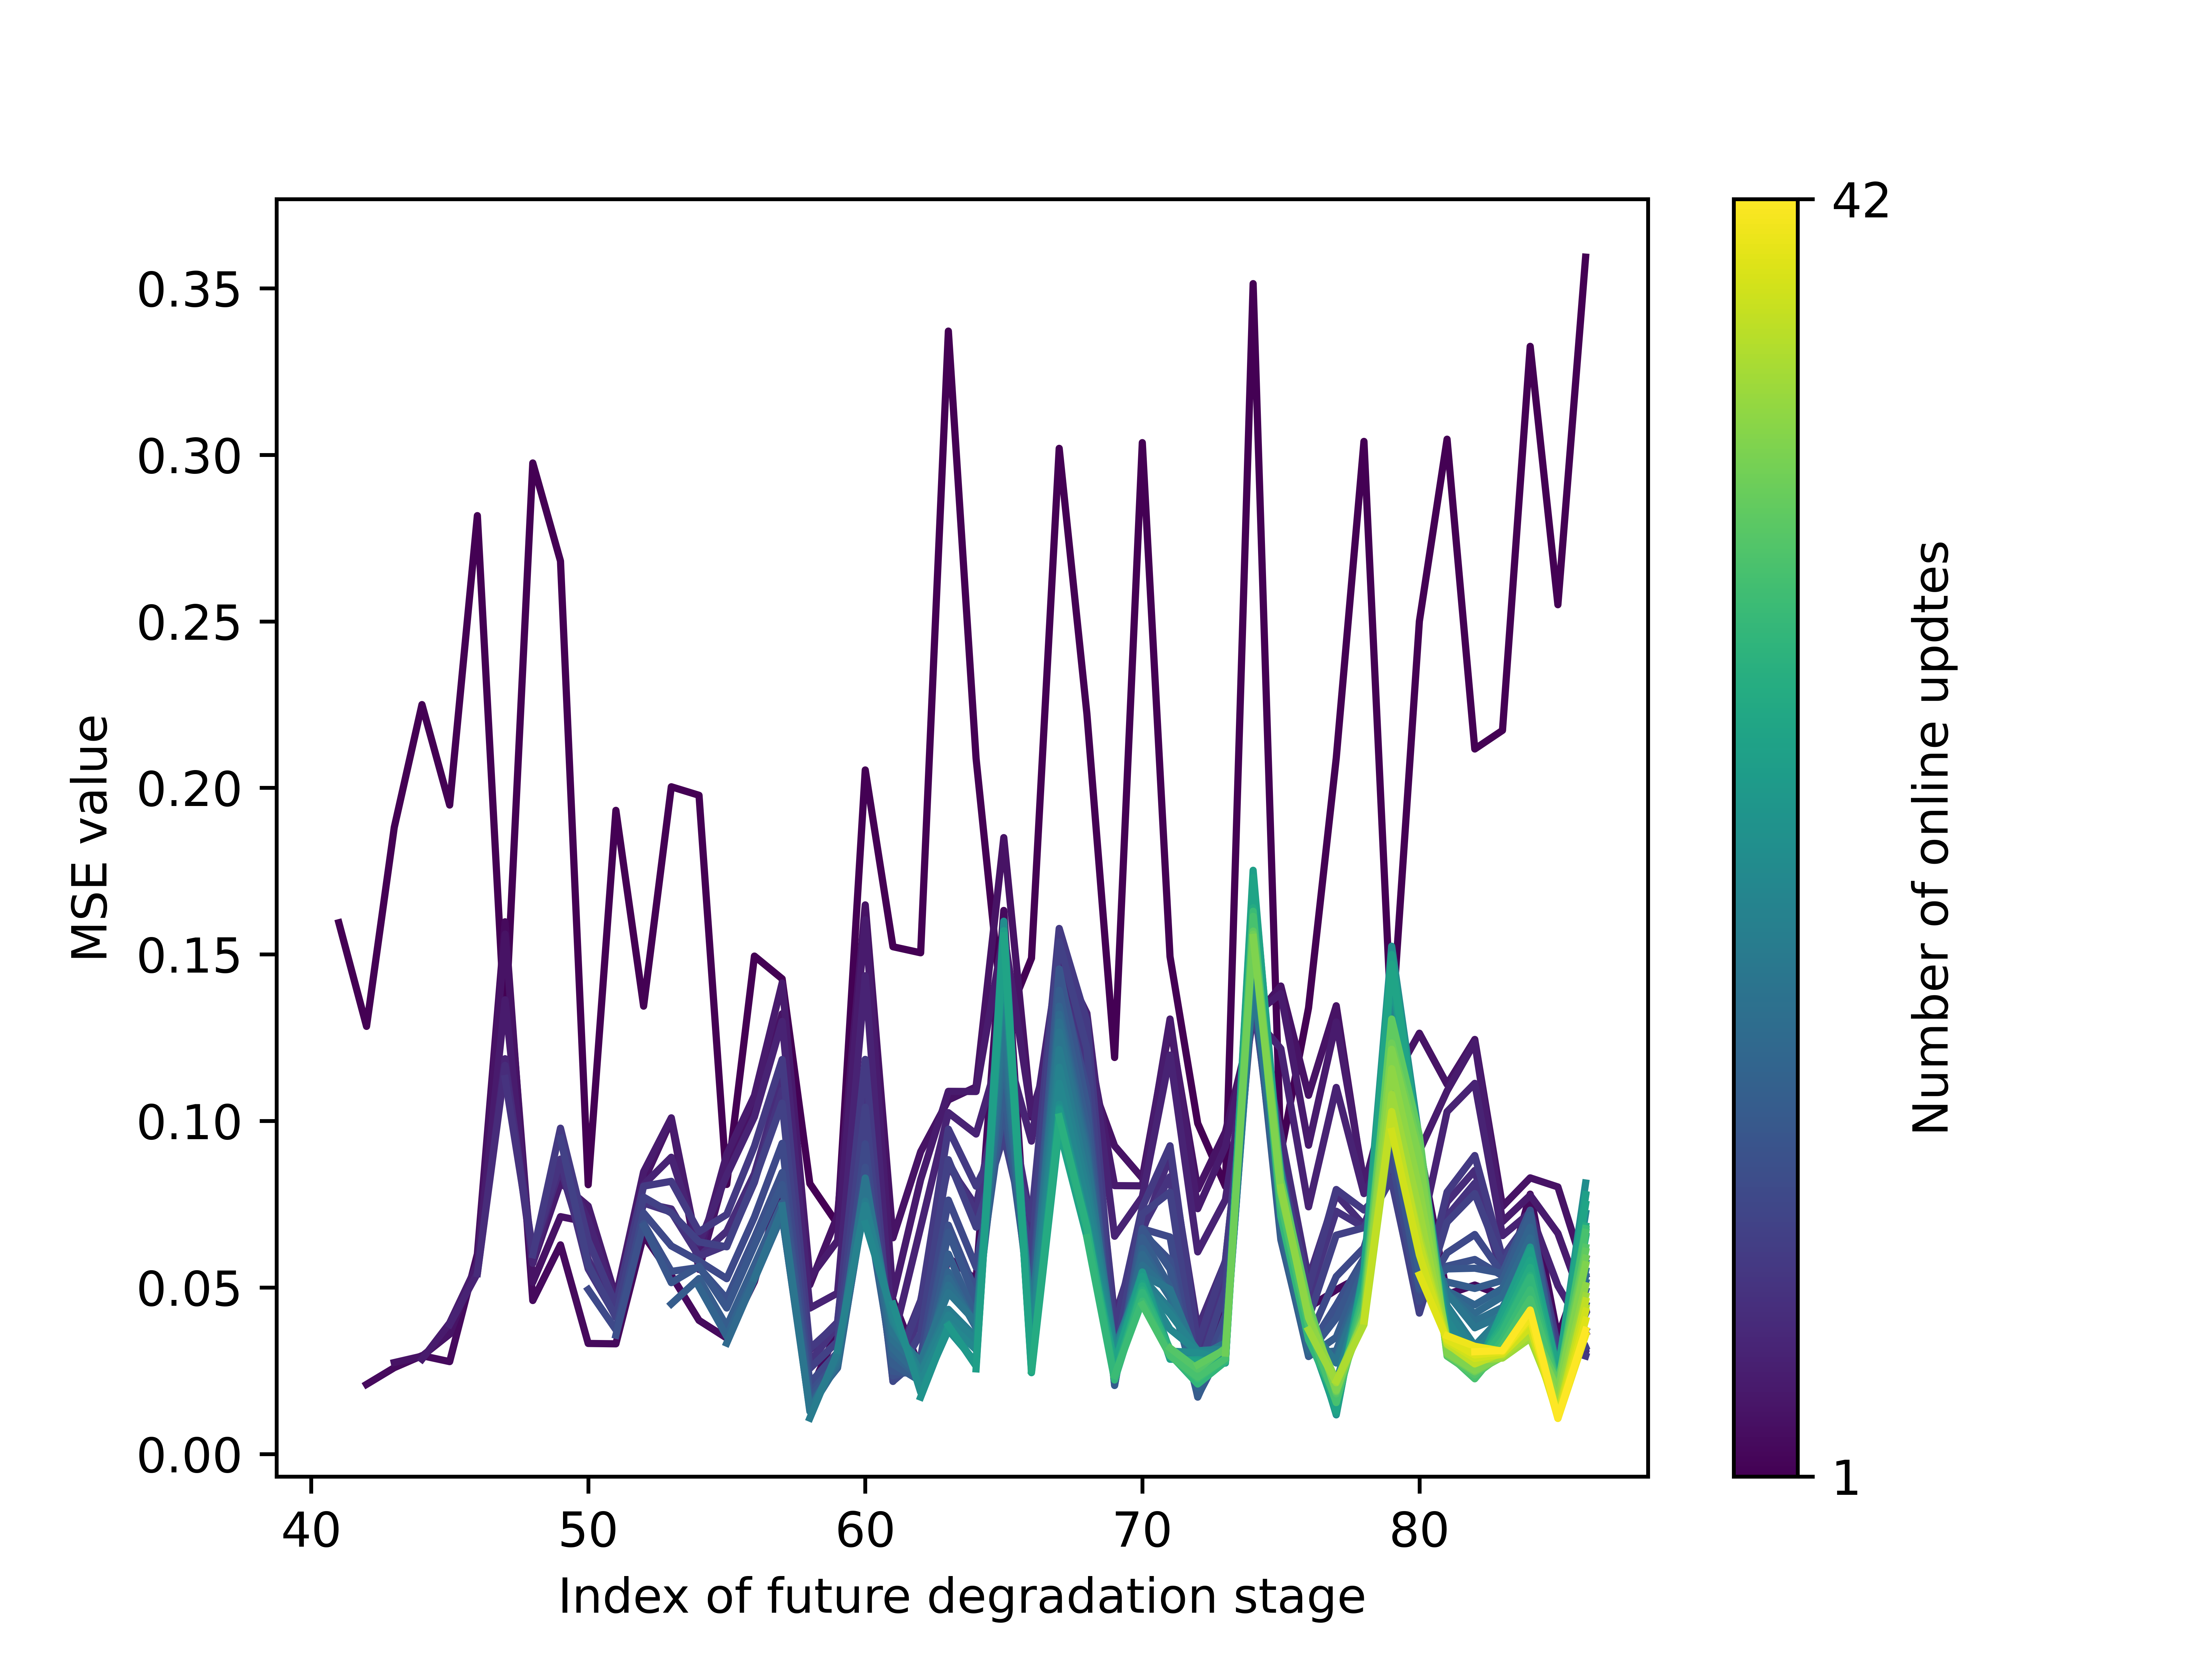 42
0.35
0.30
0.25
0.20
0.15
0.10
0.05
0.00
MSE value
Number of online updtes
1
40 50 60 70 80
Index of future degradation stage